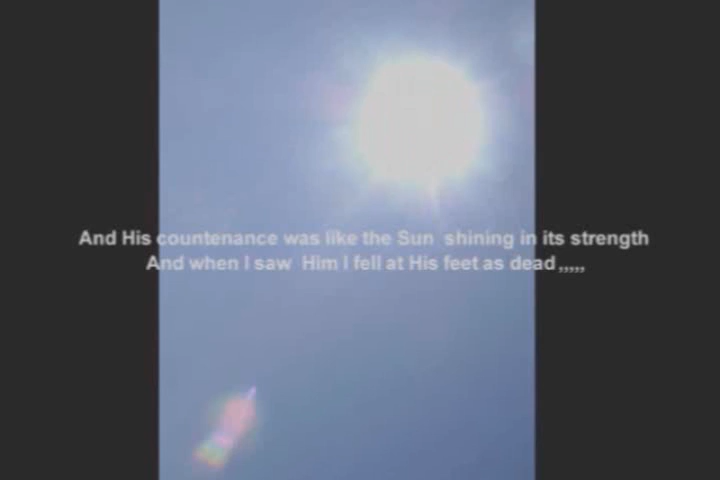 And His countenance was like the Sun shining in its strength
And when I saw Him I fell at His feet as dead ,,,,,